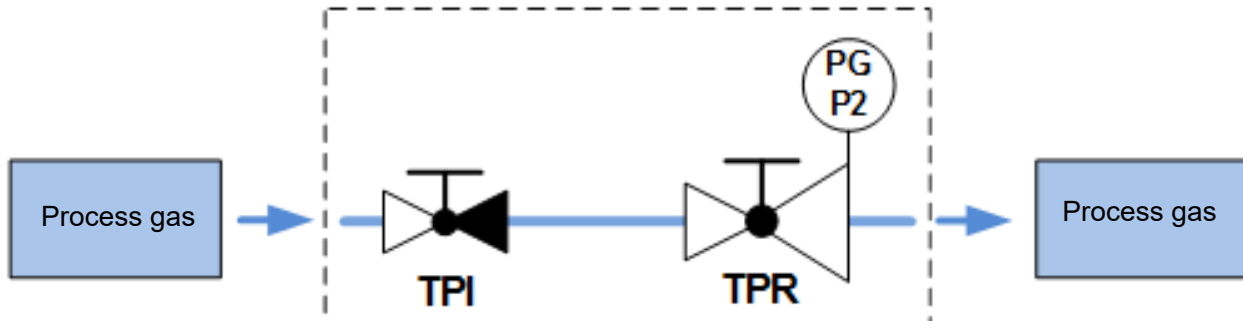 PG
P2
Process gas
Process gas
TPI
TPR